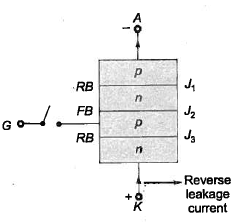 A
−
p
RB J1
n
FB J2
G p
RB J3
n
+ K
Reverse
leakage
current